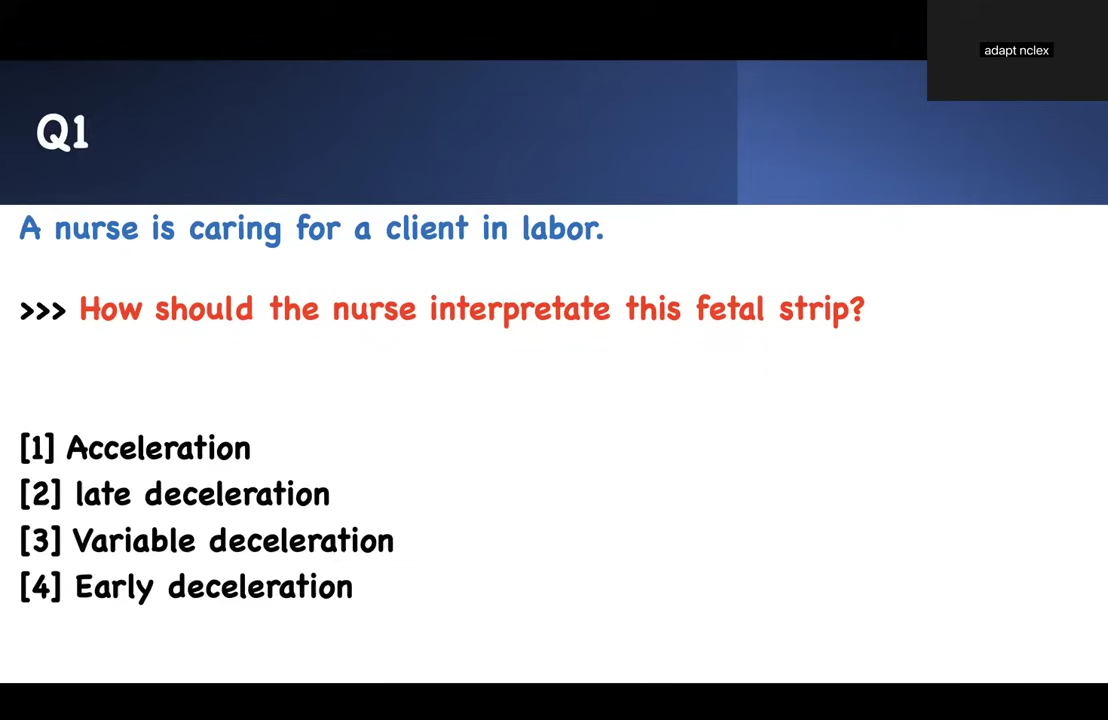 adapt nclex
Q1
A nurse is caring for a client in labor.
>>> How should the nurse interpretate this fetal strip?
[1] Acceleration
[2] late deceleration
[3] Variable deceleration
[4] Early deceleration